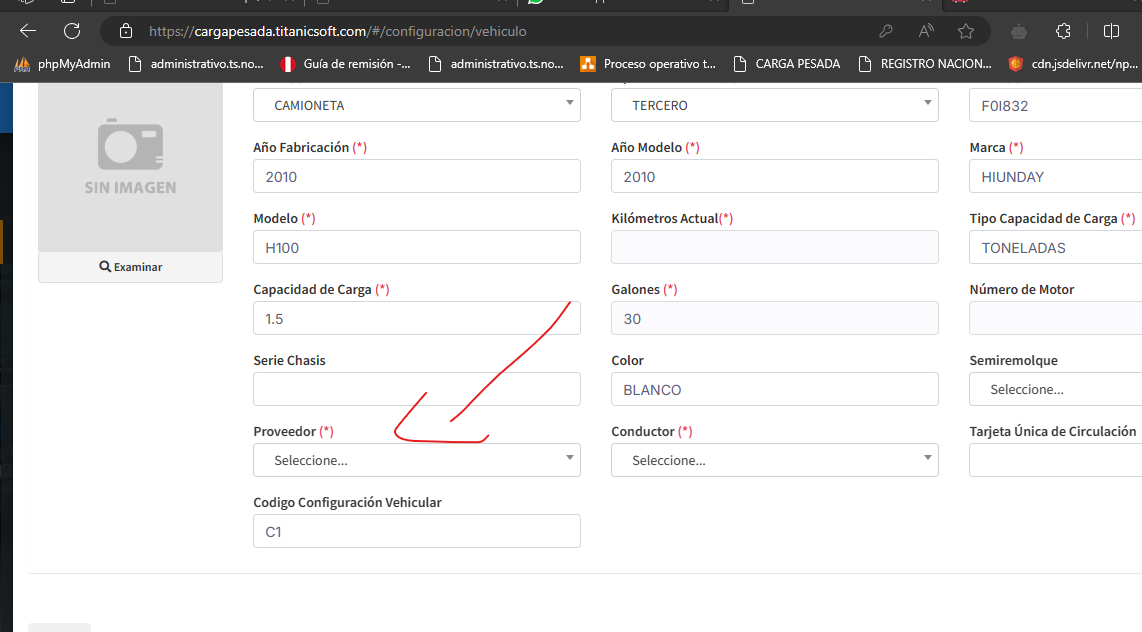 https://cargapesada.titanicsoft.com/#/configuracion/vehiculo
phpMyAdmin administrativo.ts.no... Guía de remisión -... administrativo.ts.no... Proceso operativo t... CARGA PESADA REGISTRO NACION... cdn.jsdelivr.net/np...
CAMIONETA TERCERO F0I832
Año Fabricación (*) Año Modelo (*) Marca (*)
2010 2010 HIUNDAY
SIN IMAGEN
Modelo (*) Kilómetros Actual(*) Tipo Capacidad de Carga (*)
H100 TONELADAS
Examinar
Capacidad de Carga (*) Galones (*) Número de Motor
1.5 30
Serie Chasis Color Semiremolque
BLANCO Seleccione...
Proveedor (*) Conductor (*) Tarjeta Única de Circulación
Seleccione... Seleccione...
Codigo Configuración Vehicular
C1